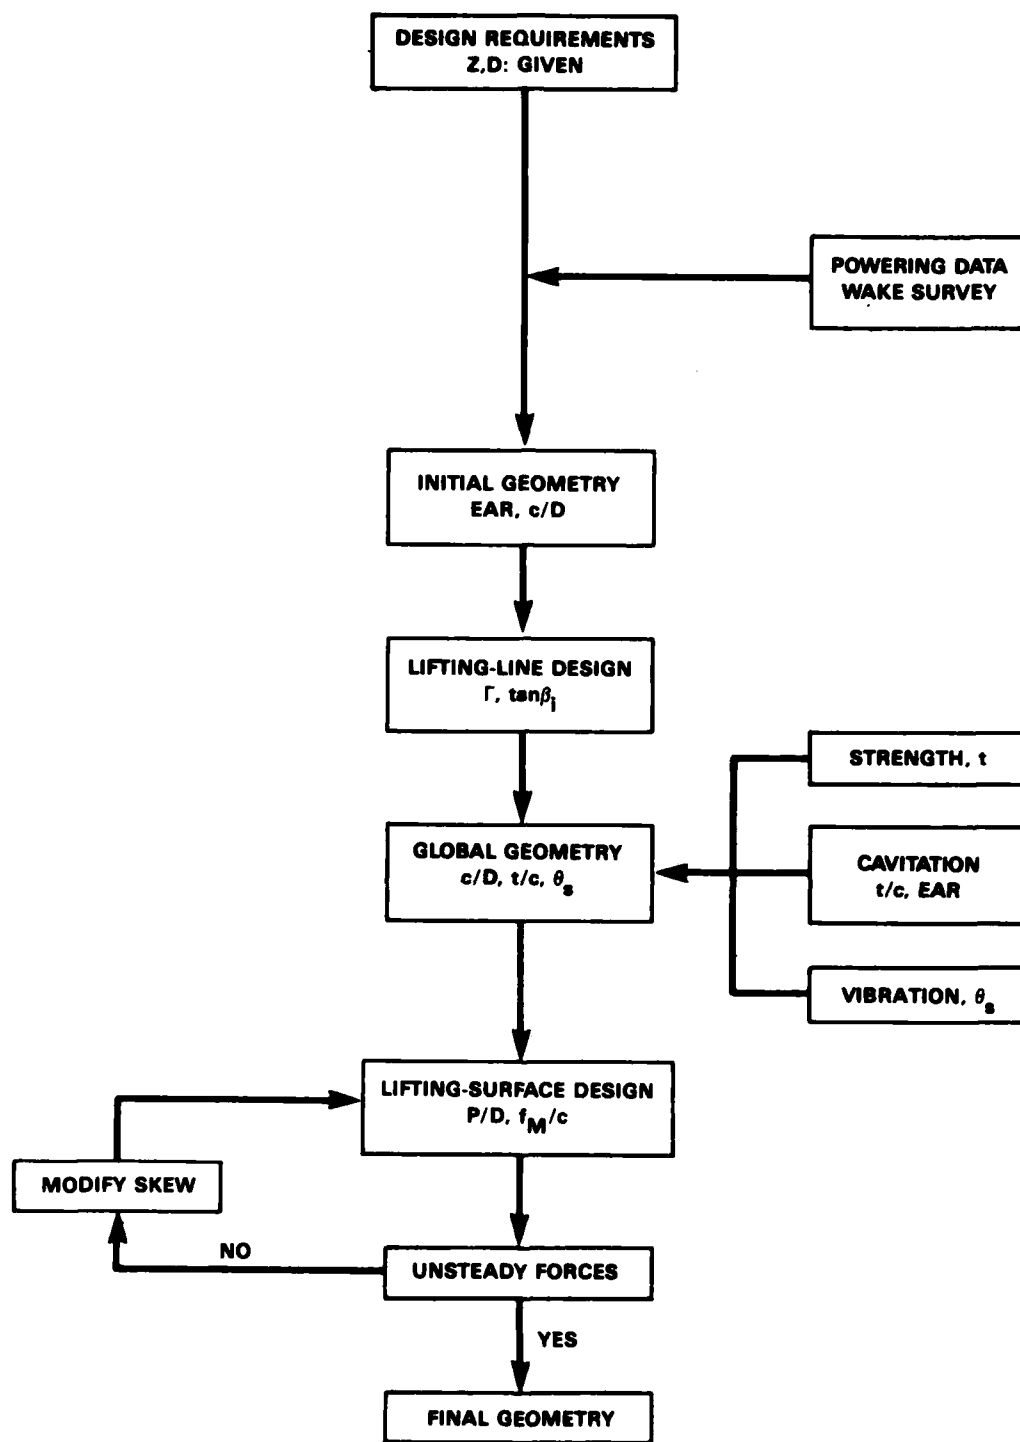 DESIGN REQUIREMENTS
Z,D: GIVEN
POWERING DATA
WAKE SURVEY
INITIAL GEOMETRY
EAR, c/D
LIFTING-LINE DESIGN
Γ, tanβi
STRENGTH, t
GLOBAL GEOMETRY
c/D, t/c, θs
CAVITATION
t/c, EAR
VIBRATION, θs
LIFTING-SURFACE DESIGN
P/D, fM/c
MODIFY SKEW
NO
UNSTEADY FORCES
YES
FINAL GEOMETRY